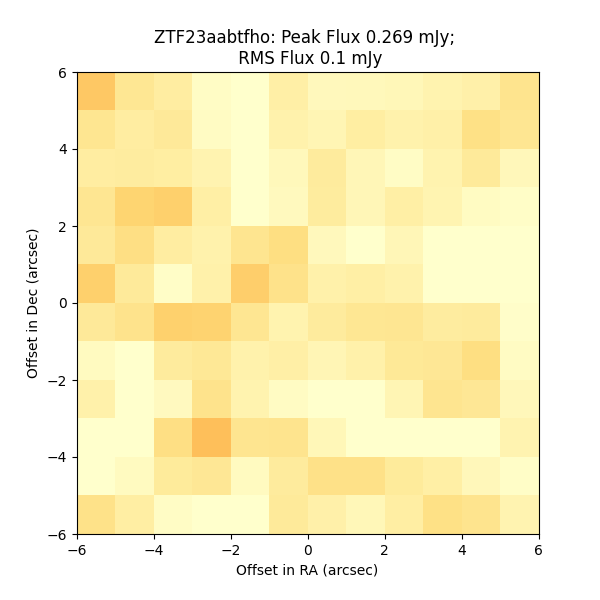 ZTF23aabtfho: Peak Flux 0.269 mJy;
RMS Flux 0.1 mJy
6
4
2
0
−2
−4
−6
Offset in Dec (arcsec)
−6 −4 −2 0 2 4 6
Offset in RA (arcsec)